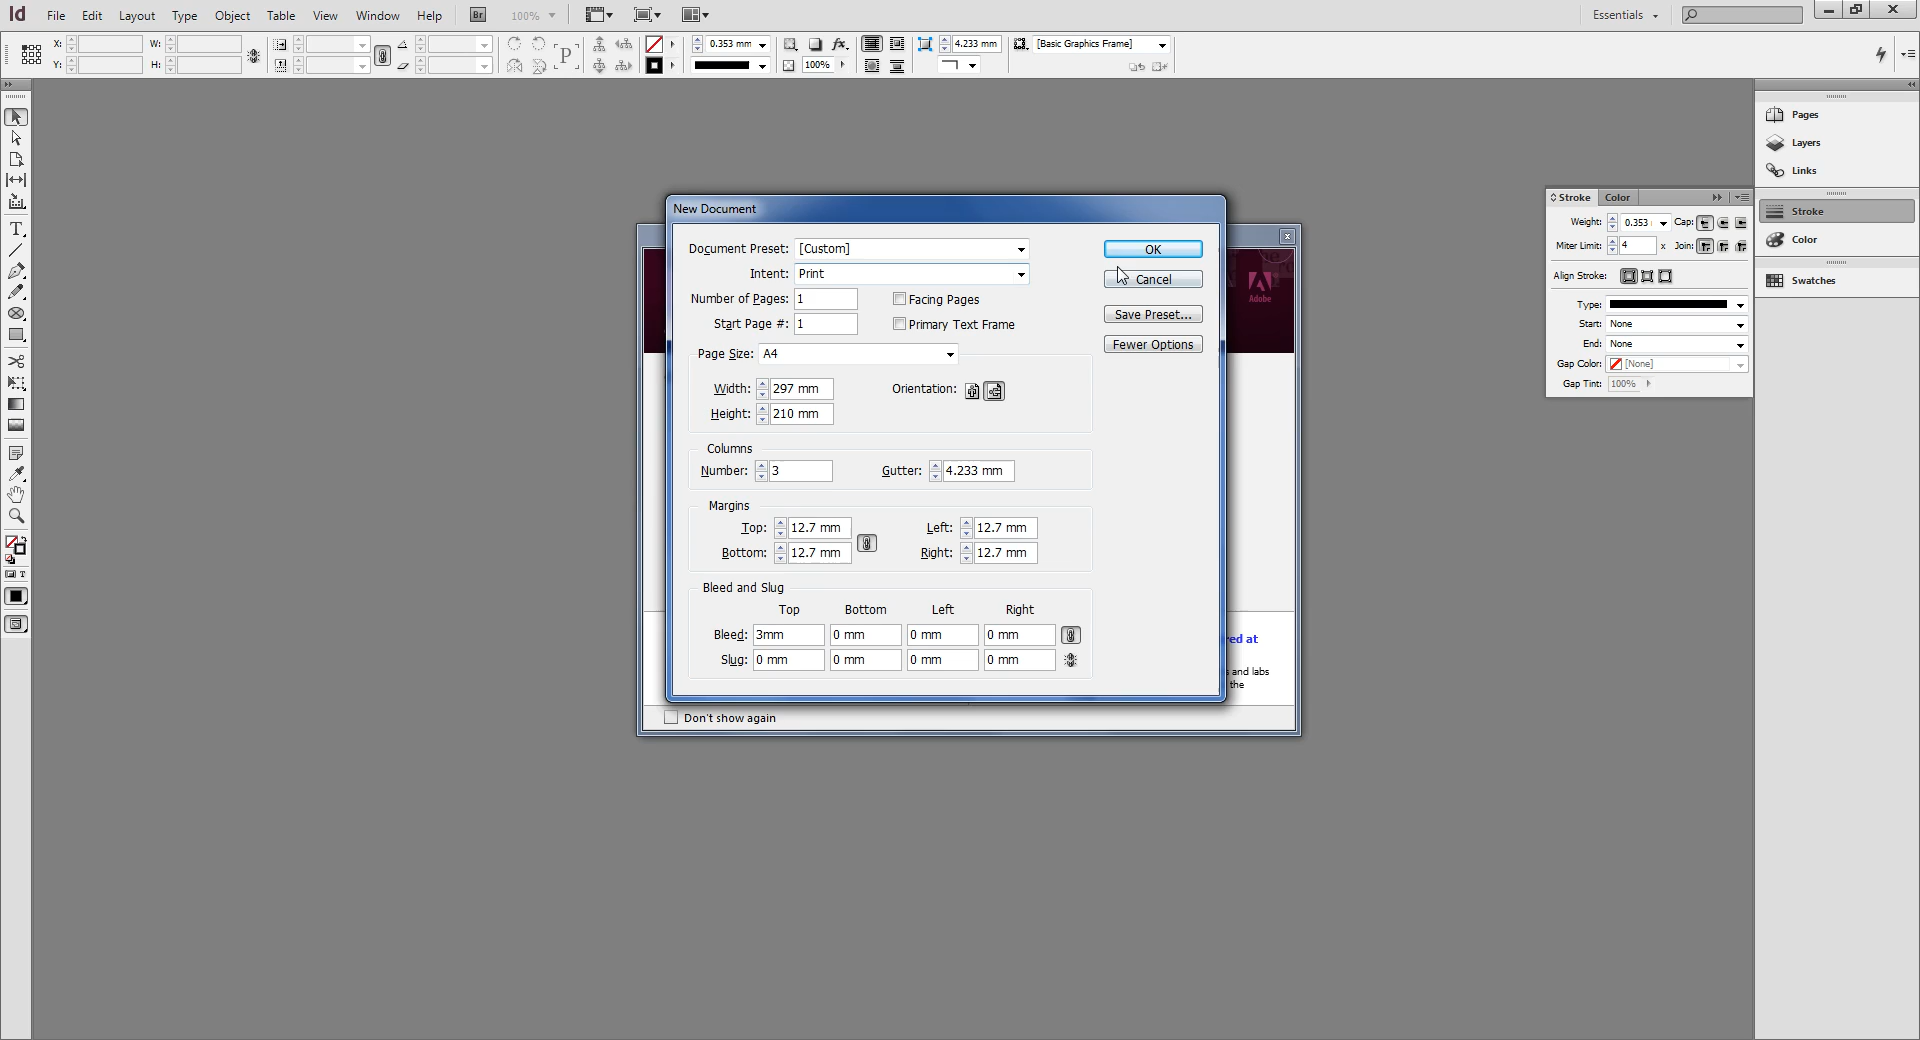 Id File Edit Layout Type Object Table View Window Help Br 100% Essentials
X: W: 0.353 mm fx. 4.233 mm [Basic Graphics Frame]
Y: H: P 100%
Pages
Layers
Links
Stroke
Color
Swatches
Stroke Color
Weight: 0.353 Cap:
Miter Limit: 4 x Join:
Align Stroke:
Type:
Start: None
End: None
Gap Color: [None]
Gap Tint: 100%
T
New Document
Document Preset: [Custom] OK
Intent: Print Cancel
Number of Pages: 1 Facing Pages
Start Page #: 1 Primary Text Frame Save Preset...
Page Size: A4 Fewer Options
Width: 297 mm Orientation:
Height: 210 mm
Columns
Number: 3 Gutter: 4.233 mm
Margins
Top: 12.7 mm Left: 12.7 mm
Bottom: 12.7 mm Right: 12.7 mm
Bleed and Slug
Top Bottom Left Right
Bleed: 3mm 0 mm 0 mm 0 mm
Slug: 0 mm 0 mm 0 mm 0 mm
Adobe
ed at
s and labs
the
Don't show again